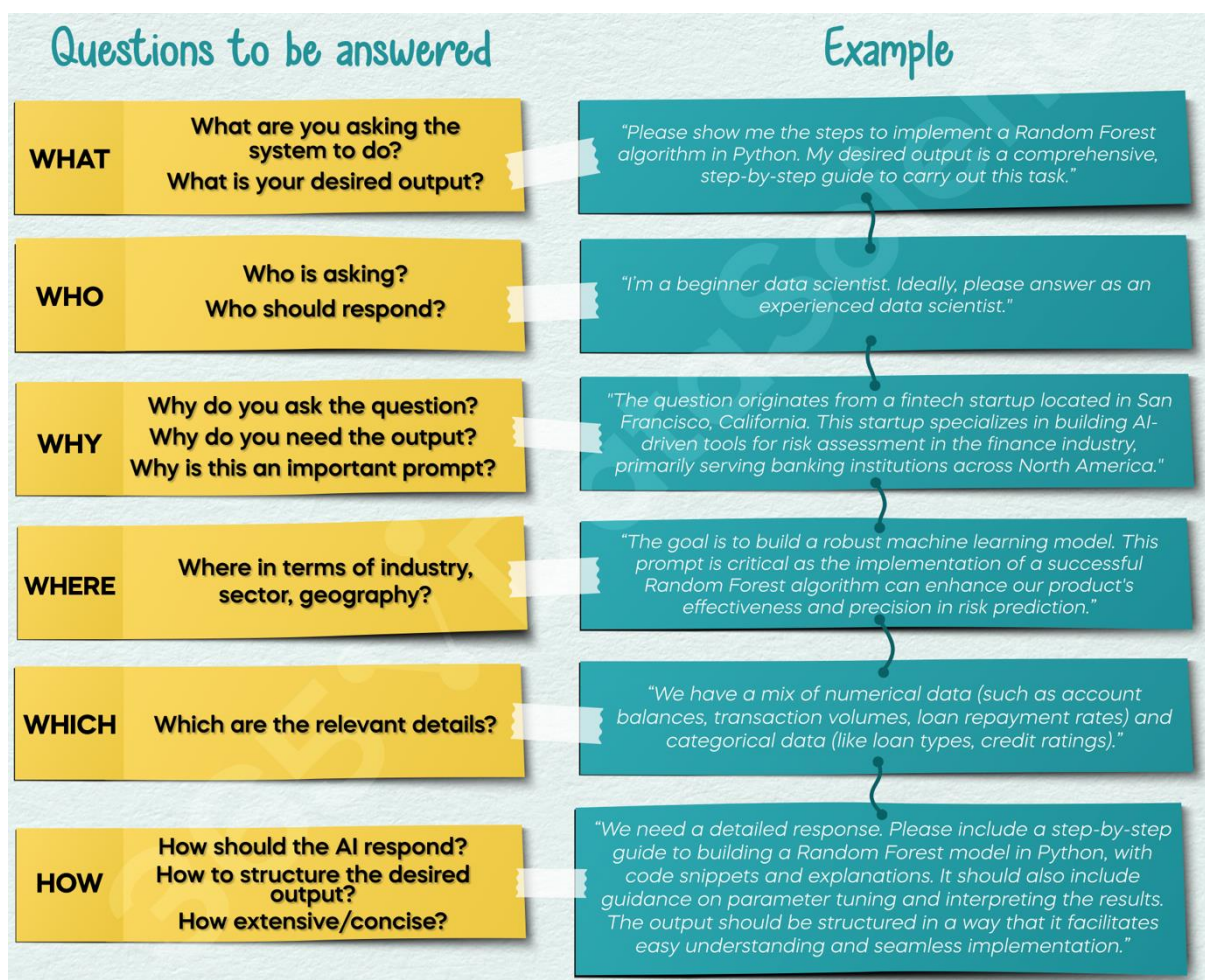 Questions to be answered
Example
WHAT
What are you asking the
system to do?
What is your desired output?
"Please show me the steps to implement a Random Forest
algorithm in Python. My desired output is a comprehensive,
step-by-step guide to carry out this task."
WHO
Who is asking?
Who should respond?
"I'm a beginner data scientist. Ideally, please answer as an
experienced data scientist."
WHY
Why do you ask the question?
Why do you need the output?
Why is this an important prompt?
"The question originates from a fintech startup located in San
Francisco, California. This startup specializes in building AI-
driven tools for risk assessment in the finance industry,
primarily serving banking institutions across North America."
WHERE
Where in terms of industry,
sector, geography?
"The goal is to build a robust machine learning model. This
prompt is critical as the implementation of a successful
Random Forest algorithm can enhance our product's
effectiveness and precision in risk prediction."
WHICH
Which are the relevant details?
"We have a mix of numerical data (such as account
balances, transaction volumes, loan repayment rates) and
categorical data (like loan types, credit ratings)."
HOW
How should the AI respond?
How to structure the desired
output?
How extensive/concise?
"We need a detailed response. Please include a step-by-step
guide to building a Random Forest model in Python, with
code snippets and explanations. It should also include
guidance on parameter tuning and interpreting the results.
The output should be structured in a way that it facilitates
easy understanding and seamless implementation."